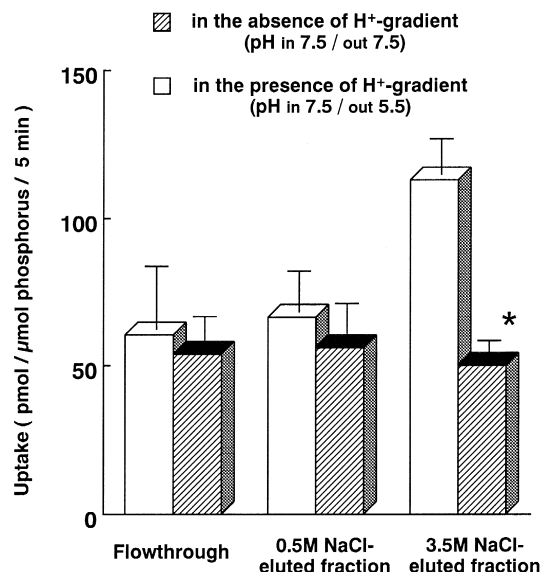 in the absence of H⁺-gradient
(pH in 7.5 / out 7.5)
in the presence of H⁺-gradient
(pH in 7.5 / out 5.5)
Uptake ( pmol / μmol phosphorus / 5 min )
150
100
50
0
*
Flowthrough
0.5M NaCl-
eluted fraction
3.5M NaCl-
eluted fraction